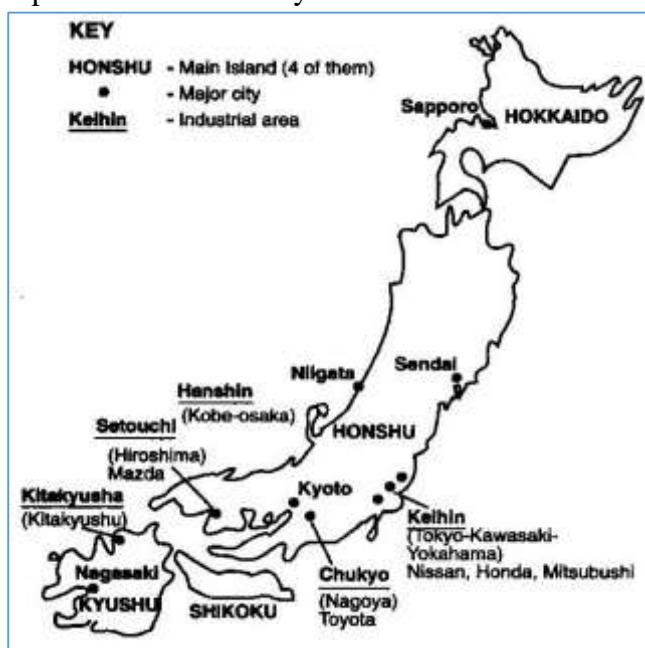 KEY
HONSHU - Main Island (4 of them)
- Major city
Keihin - Industrial area
Sapporo
HOKKAIDO
Niigata
Sendai
Hanshin
(Kobe-osaka)
HONSHU
Setouchi
(Hiroshima)
Mazda
Kyoto
Kitakyusha
(Kitakyushu)
Keihin
(Tokyo-Kawasaki-
Yokahama)
Nissan, Honda, Mitsubushi
Nagasaki
KYUSHU
SHIKOKU
Chukyo
(Nagoya)
Toyota